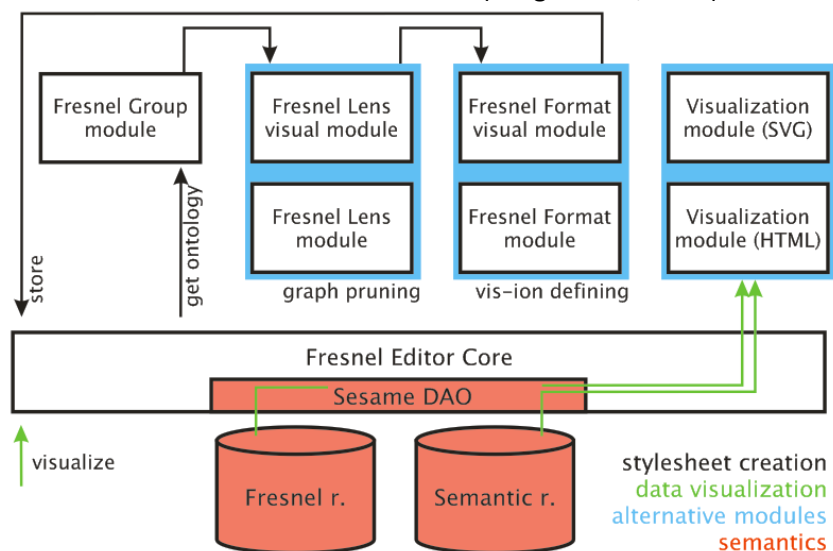 Fresnel Group
module
Fresnel Lens
visual module
Fresnel Format
visual module
Visualization
module (SVG)
Fresnel Lens
module
Fresnel Format
module
Visualization
module (HTML)
store
get ontology
graph pruning
vis-ion defining
Fresnel Editor Core
Sesame DAO
visualize
Fresnel r.
Semantic r.
stylesheet creation
data visualization
alternative modules
semantics